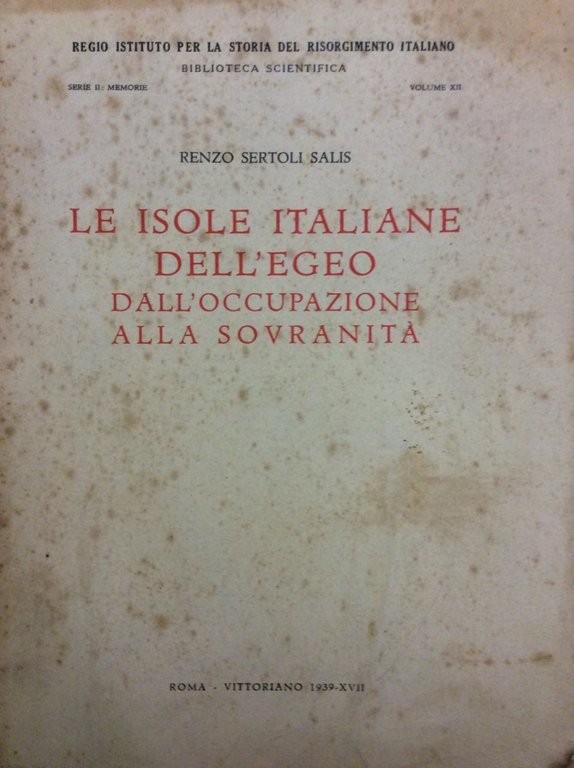 REGIO ISTITUTO PER LA STORIA DEL RISORGIMENTO ITALIANO
BIBLIOTECA SCIENTIFICA
SERIE II: MEMORIE VOLUME XII
RENZO SERTOLI SALIS
LE ISOLE ITALIANE
DELL'EGEO
DALL'OCCUPAZIONE
ALLA SOVRANITÀ
ROMA - VITTORIANO 1939-XVII